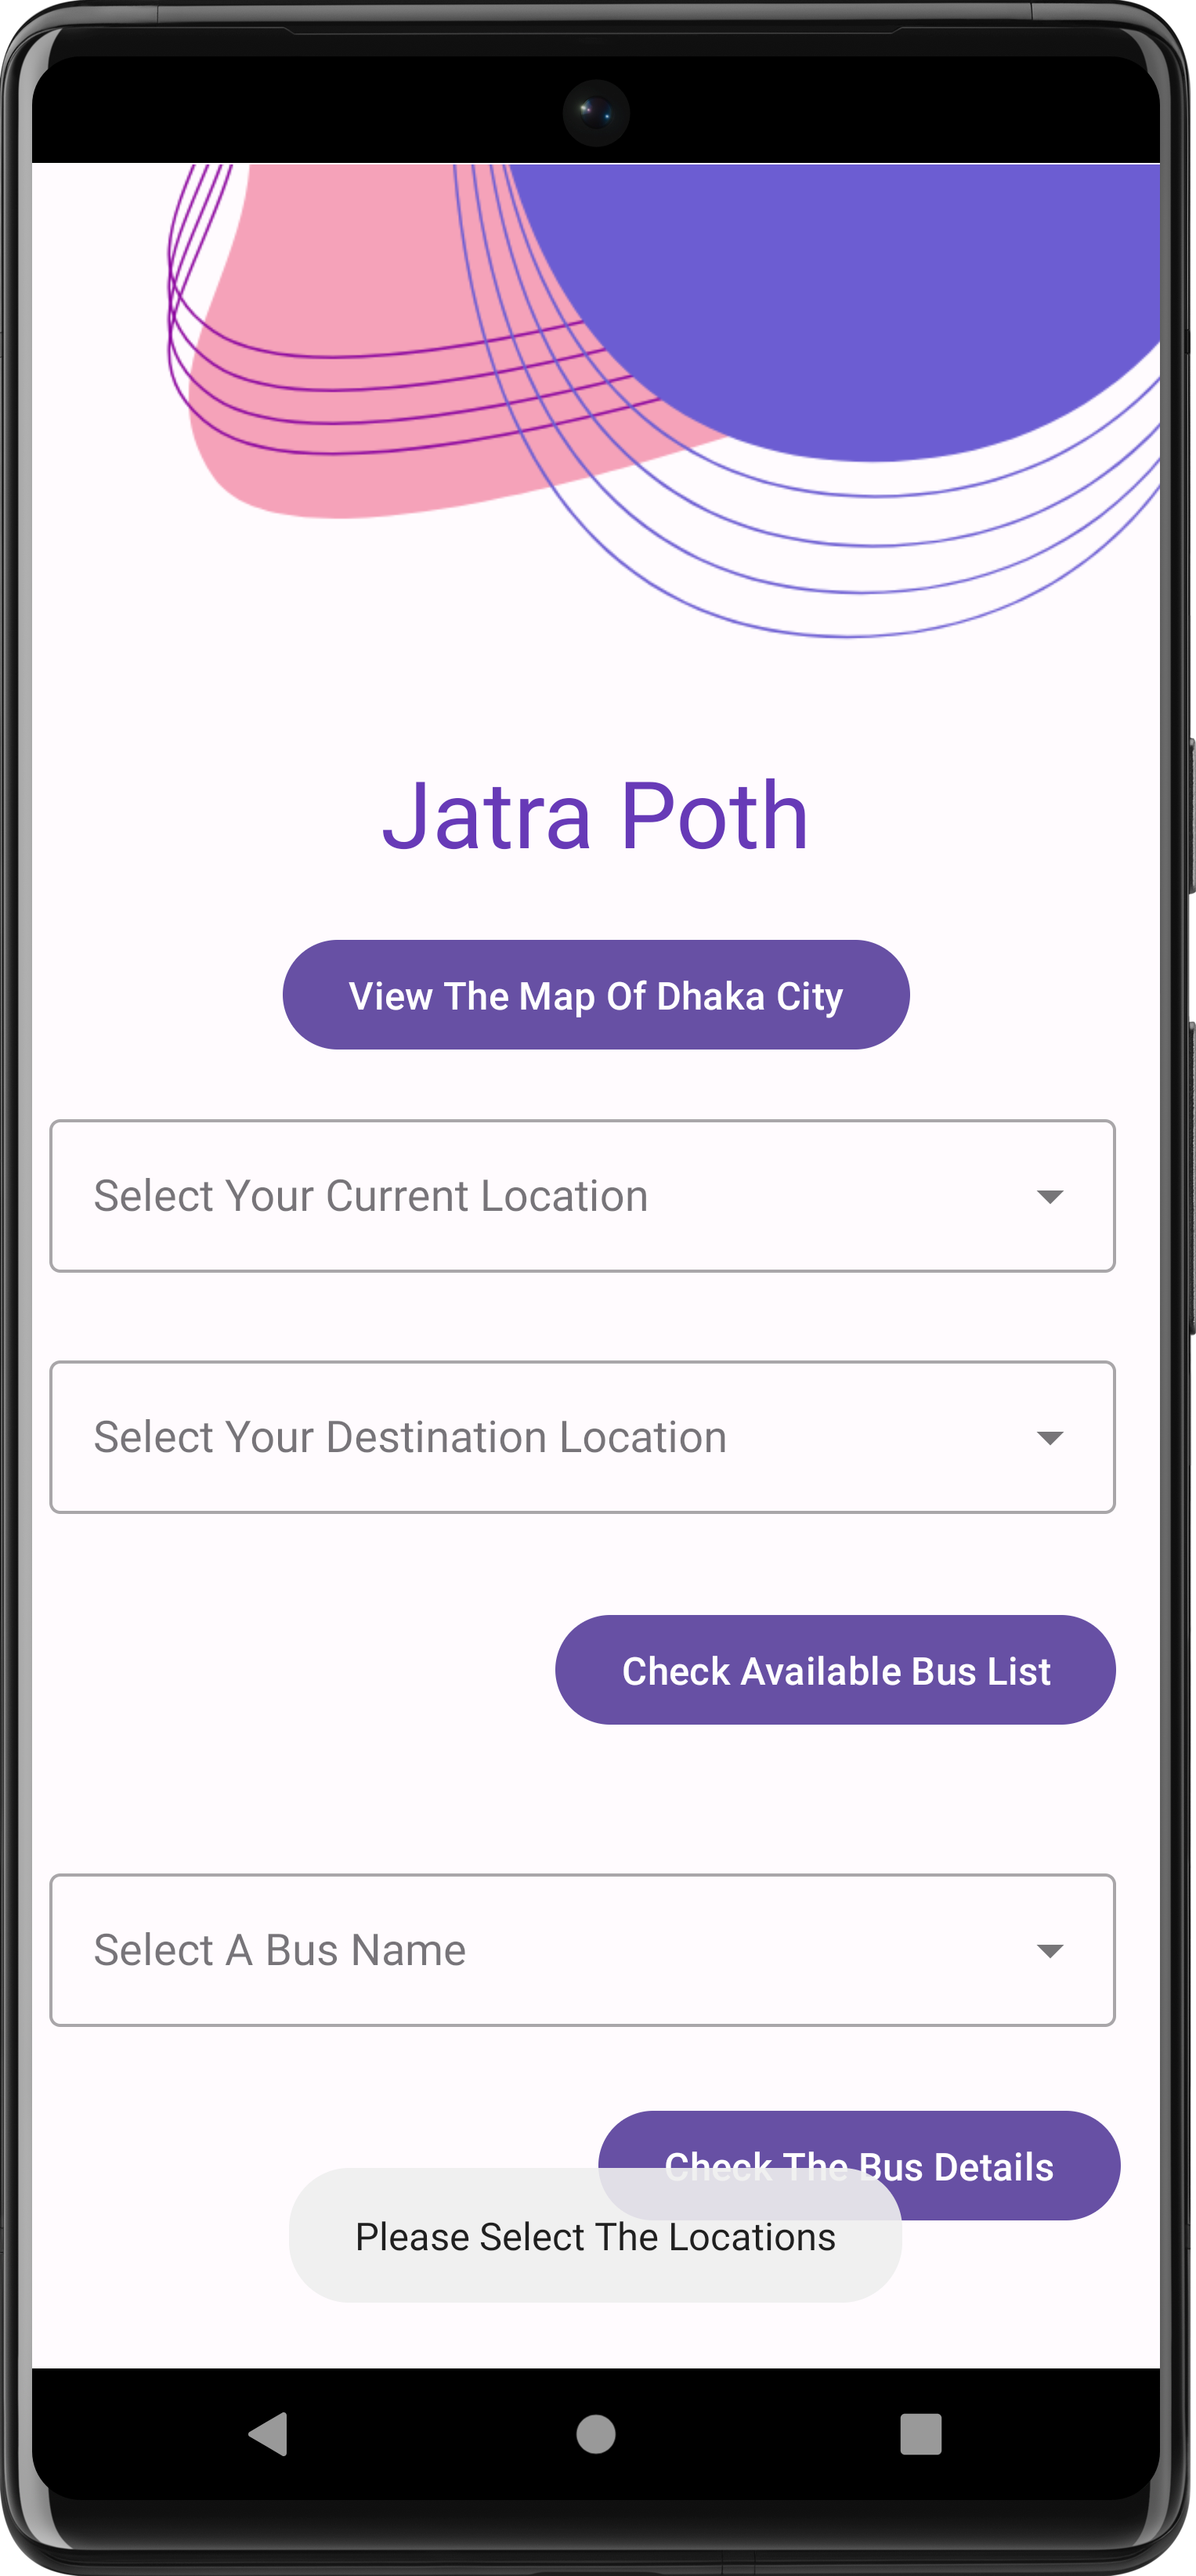 Jatra Poth
View The Map Of Dhaka City
Select Your Current Location
Select Your Destination Location
Check Available Bus List
Select A Bus Name
Check The Bus Details
Please Select The Locations